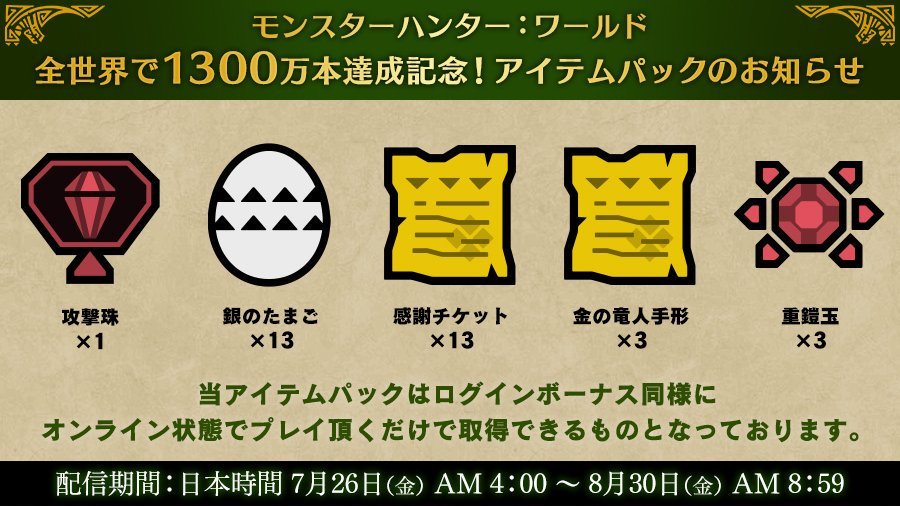 モンスターハンター：ワールド
全世界で1300万本達成記念！アイテムパックのお知らせ
攻撃珠
×1
銀のたまご
×13
感謝チケット
×13
金の竜人手形
×3
重鎧玉
×3
当アイテムパックはログインボーナス同様に
オンライン状態でプレイ頂くだけで取得できるものとなっております。
配信期間：日本時間 7月26日（金） AM 4:00 ～ 8月30日（金） AM 8:59